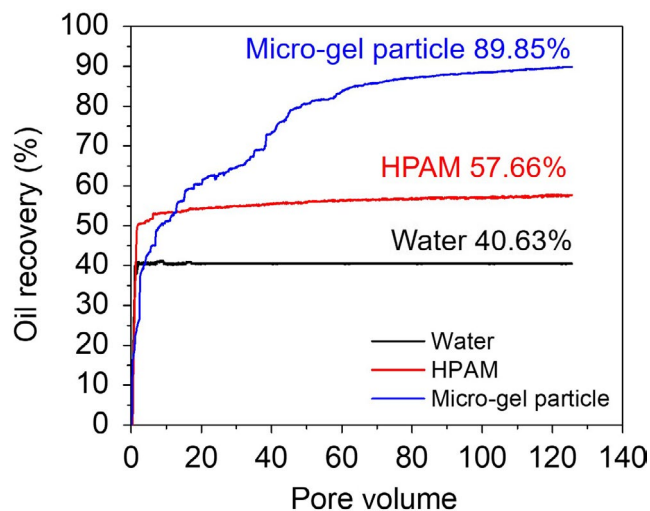 100
90
80
70
60
50
40
30
20
10
0
Oil recovery (%)
Micro-gel particle 89.85%
HPAM 57.66%
Water 40.63%
Water
HPAM
Micro-gel particle
0 20 40 60 80 100 120 140
Pore volume